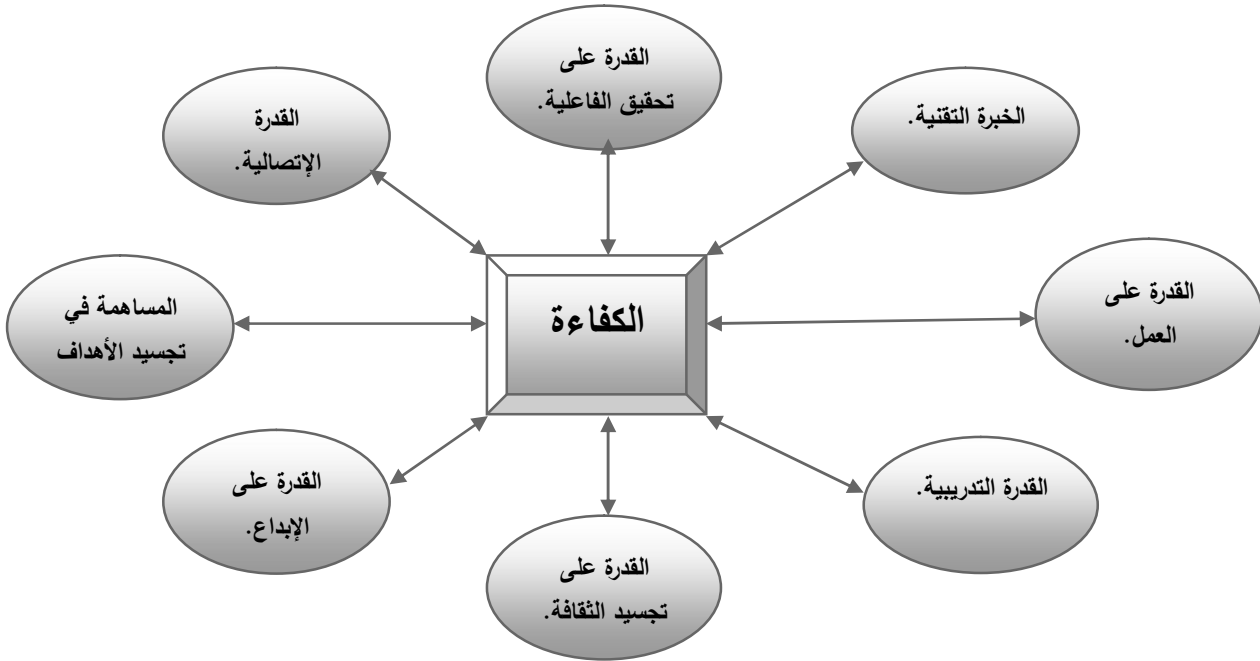 القدرة على
تحقيق الفاعلية.
الخبرة التقنية.
القدرة
الإتصالية.
القدرة على
العمل.
الكفاءة
المساهمة في
تجسيد الأهداف
القدرة التدريبية.
القدرة على
الإبداع.
القدرة على
تجسيد الثقافة.